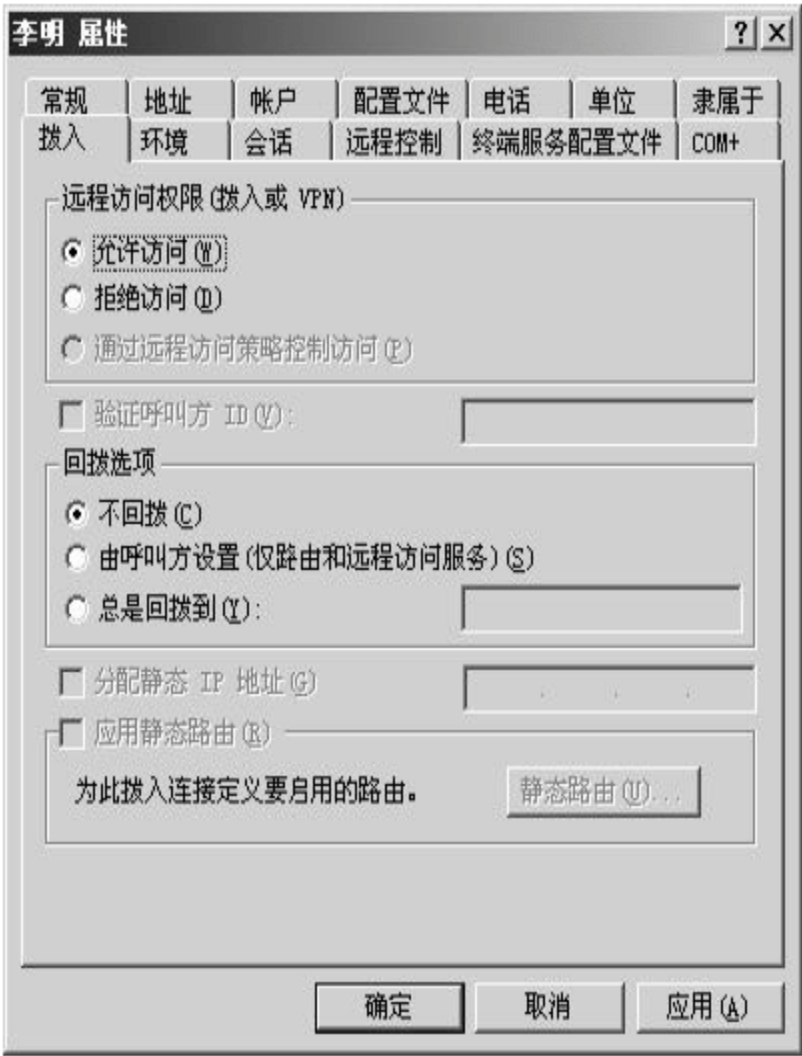 李明 属性
常规 地址 帐户 配置文件 电话 单位 隶属于
拨入 环境 会话 远程控制 终端服务配置文件 COM+
远程访问权限(拨入或 VPN)
允许访问(W)
拒绝访问(D)
通过远程访问策略控制访问(P)
验证呼叫方 ID(V):
回拨选项
不回拨(C)
由呼叫方设置(仅路由和远程访问服务)(S)
总是回拨到(Y):
分配静态 IP 地址(G)
应用静态路由(R)
为此拨入连接定义要启用的路由。 静态路由(U)...
确定 取消 应用(A)